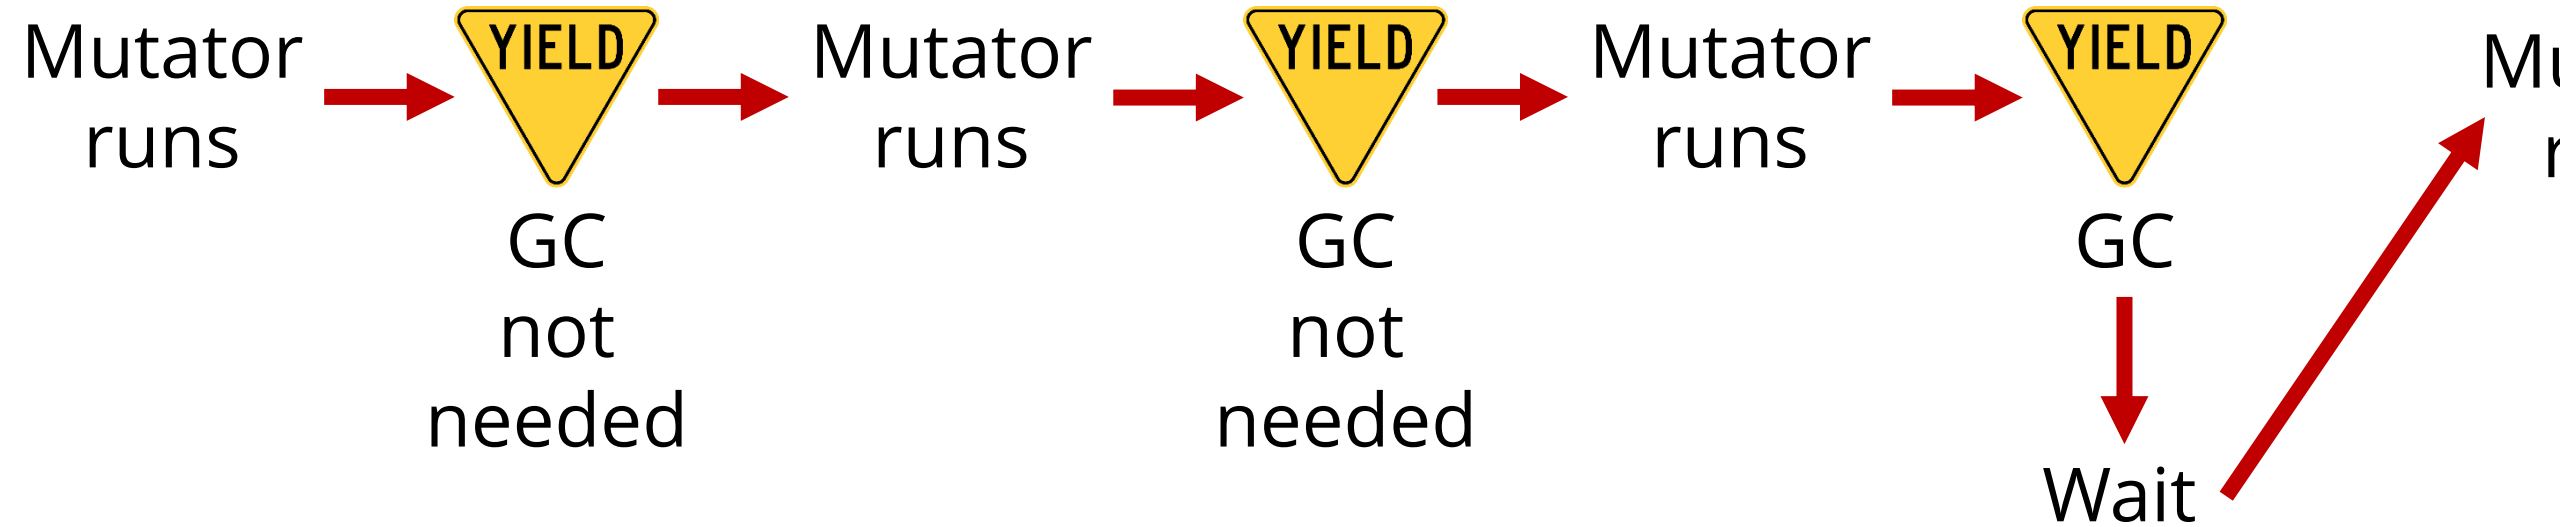 Mutator
runs
YIELD
GC
not
needed
Mutator
runs
YIELD
GC
not
needed
Mutator
runs
YIELD
GC
Wait